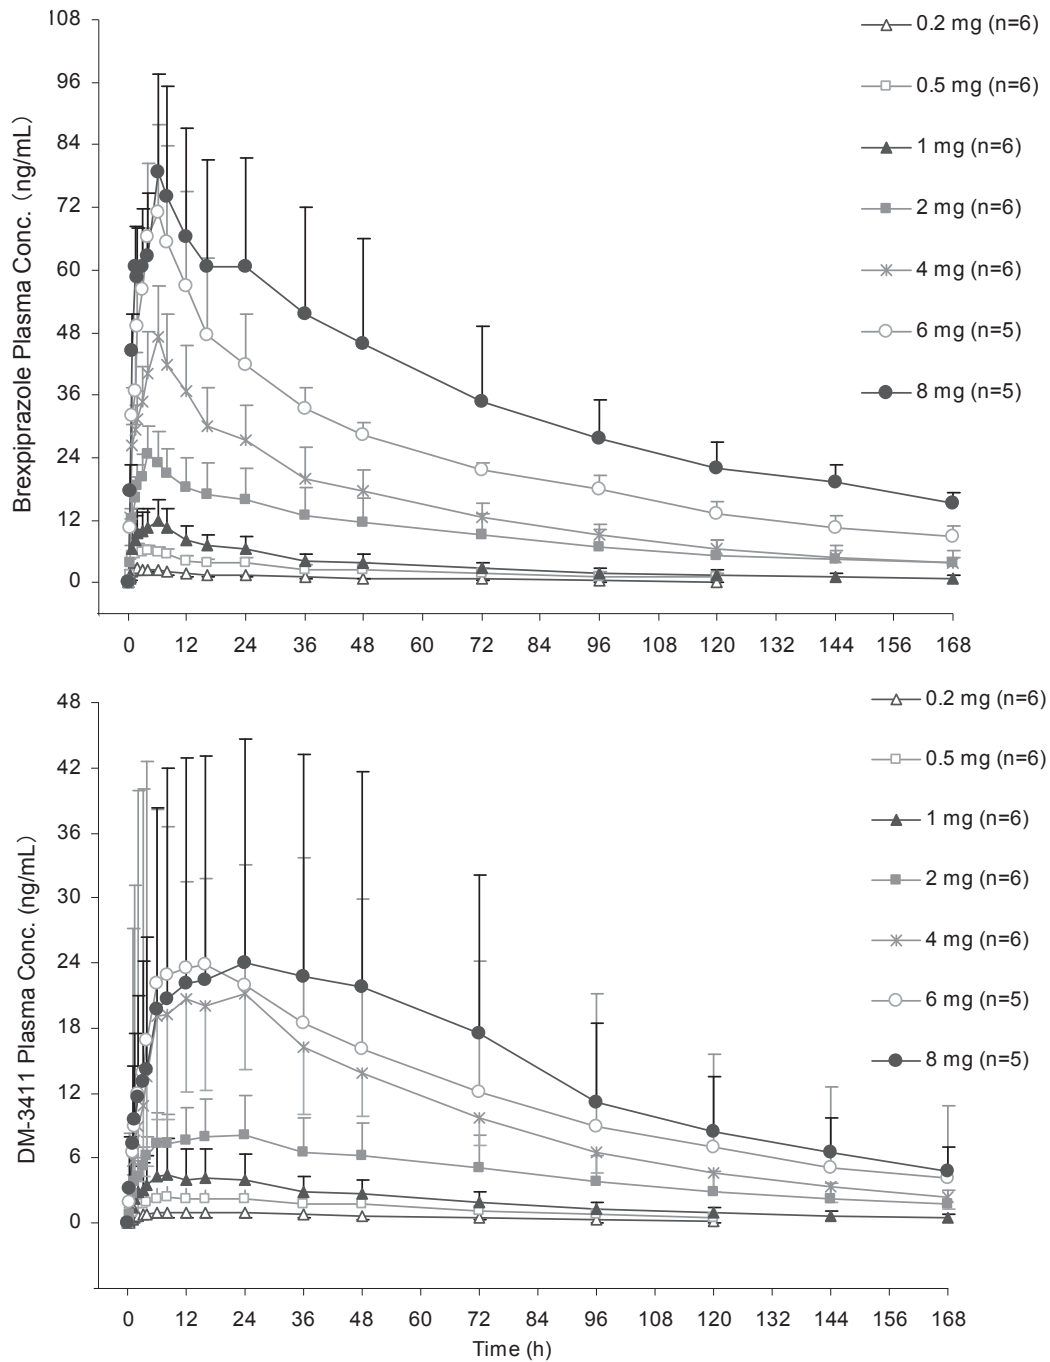 108
96
84
72
60
48
36
24
12
0
Brexpiprazole Plasma Conc. (ng/mL)
0 12 24 36 48 60 72 84 96 108 120 132 144 156 168
0.2 mg (n=6)
0.5 mg (n=6)
1 mg (n=6)
2 mg (n=6)
4 mg (n=6)
6 mg (n=5)
8 mg (n=5)
48
42
36
30
24
18
12
6
0
DM-3411 Plasma Conc. (ng/mL)
0 12 24 36 48 60 72 84 96 108 120 132 144 156 168
Time (h)
0.2 mg (n=6)
0.5 mg (n=6)
1 mg (n=6)
2 mg (n=6)
4 mg (n=6)
6 mg (n=5)
8 mg (n=5)